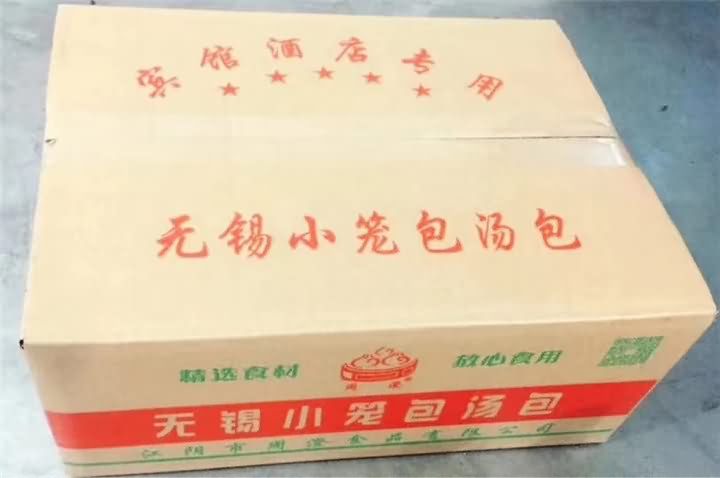 宾馆酒店专用
★★★★★
无锡小笼包汤包
精选食材
放心食用
周澄
无锡小笼包汤包
江阴市周澄食品有限公司